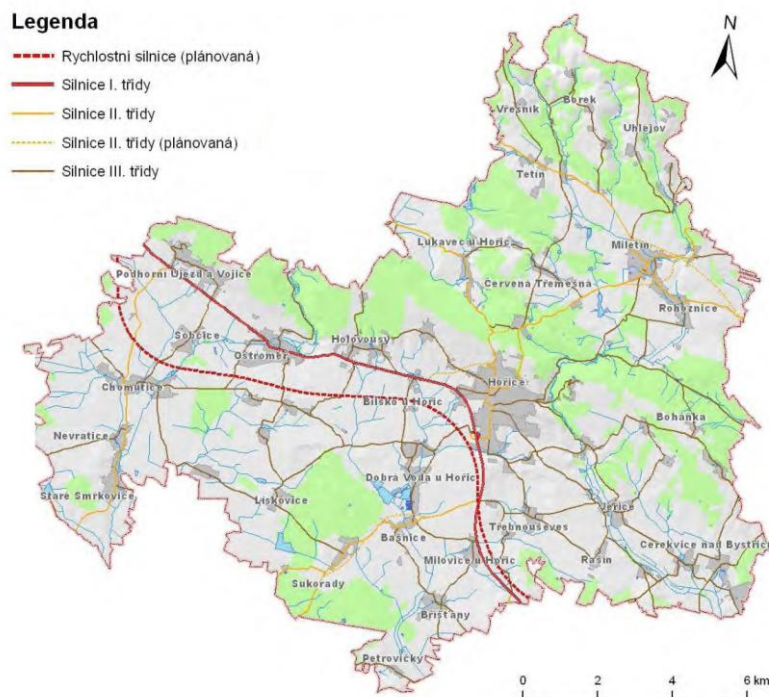 Legenda
Rychlostní silnice (plánovaná)
Silnice I. třídy
Silnice II. třídy
Silnice II. třídy (plánovaná)
Silnice III. třídy
N
Vřesník
Borek
Úhlejov
Tetín
Lukavec u Hořic
Miletín
Podhorní Újezd a Vojice
Červená Třemešná
Rohoznice
Sobčice
Holovousy
Ostroměř
Chomutice
Hořice
Bílsko u Hořic
Bohánka
Nevratice
Dobrá Voda u Hořic
Staré Smrkovice
Lískovice
Jeřice
Třebnouševes
Bašnice
Cerekvice nad Bystřicí
Milovice u Hořic
Rašín
Sukorady
Bříšťany
Petrovičky
0 2 4 6 km